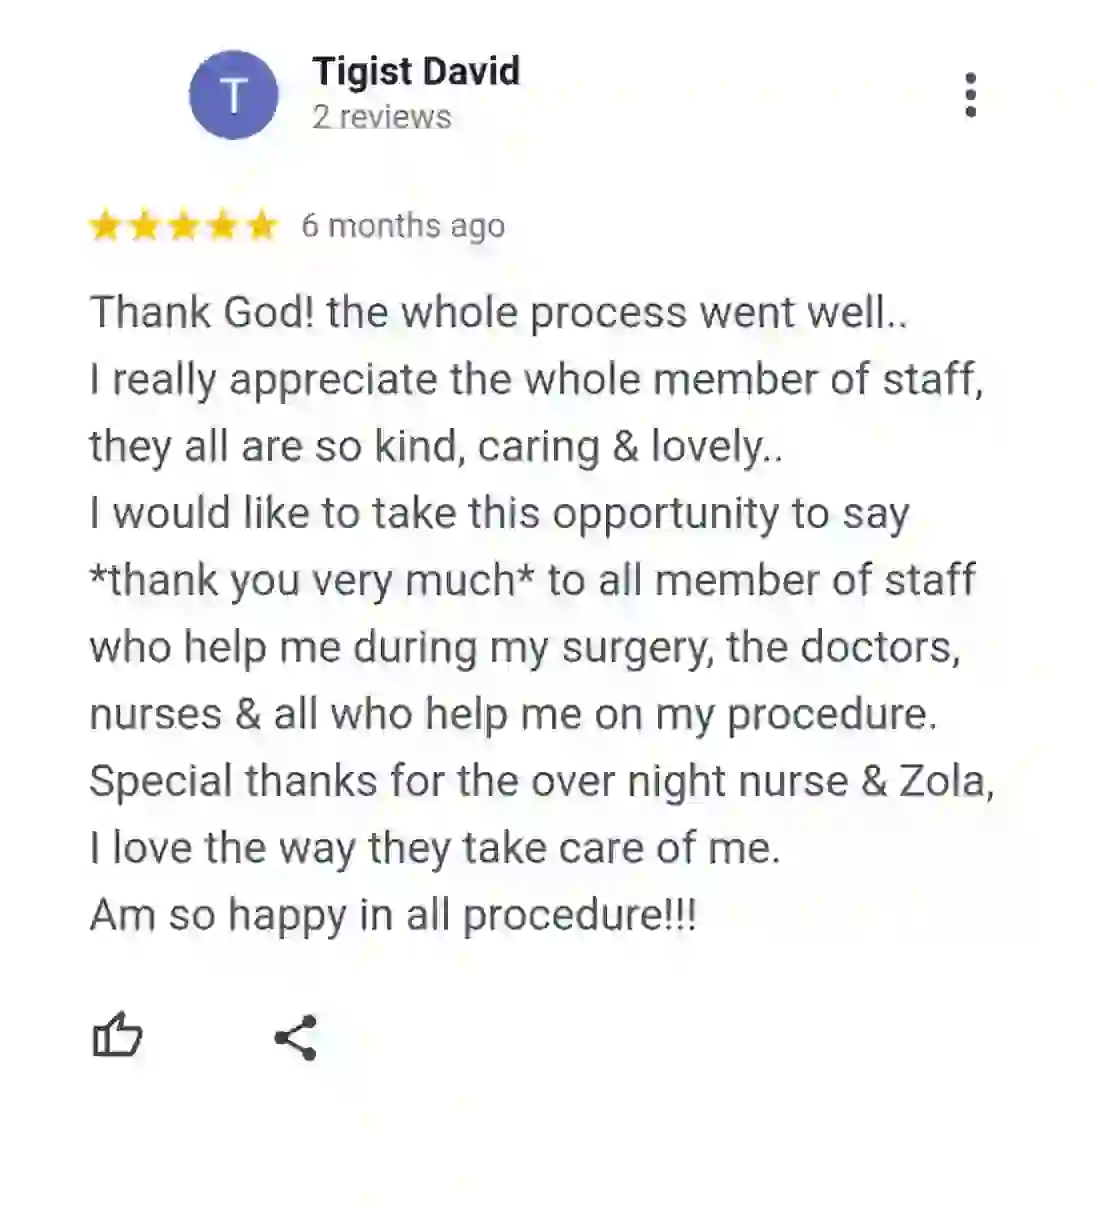 T
Tigist David
2 reviews
6 months ago
Thank God! the whole process went well..
I really appreciate the whole member of staff,
they all are so kind, caring & lovely..
I would like to take this opportunity to say
*thank you very much* to all member of staff
who help me during my surgery, the doctors,
nurses & all who help me on my procedure.
Special thanks for the over night nurse & Zola,
I love the way they take care of me.
Am so happy in all procedure!!!